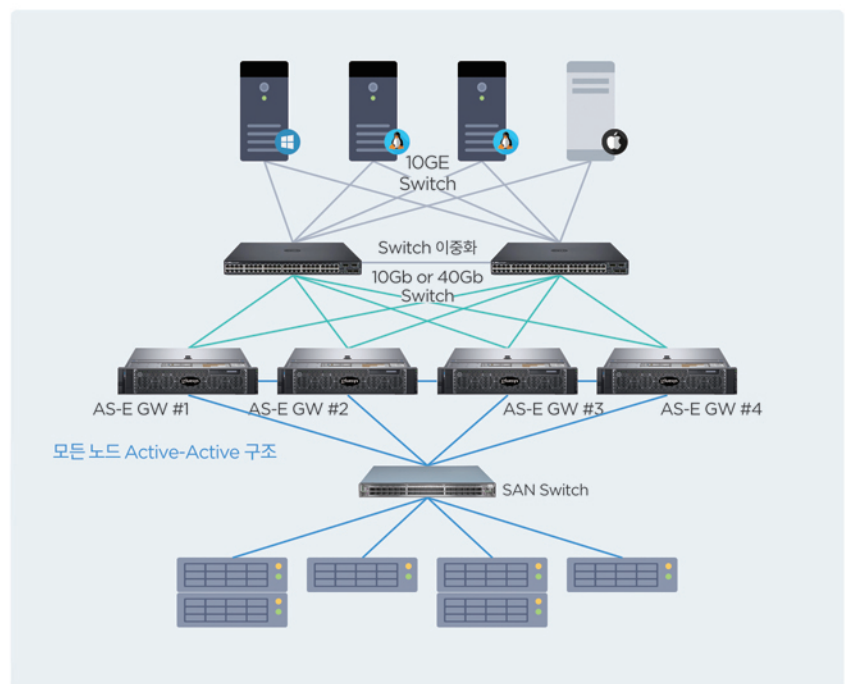 10GE
Switch
Switch 이중화
10Gb or 40Gb
Switch
AS-E GW #1
AS-E GW #2
AS-E GW #3
AS-E GW #4
모든 노드 Active-Active 구조
SAN Switch